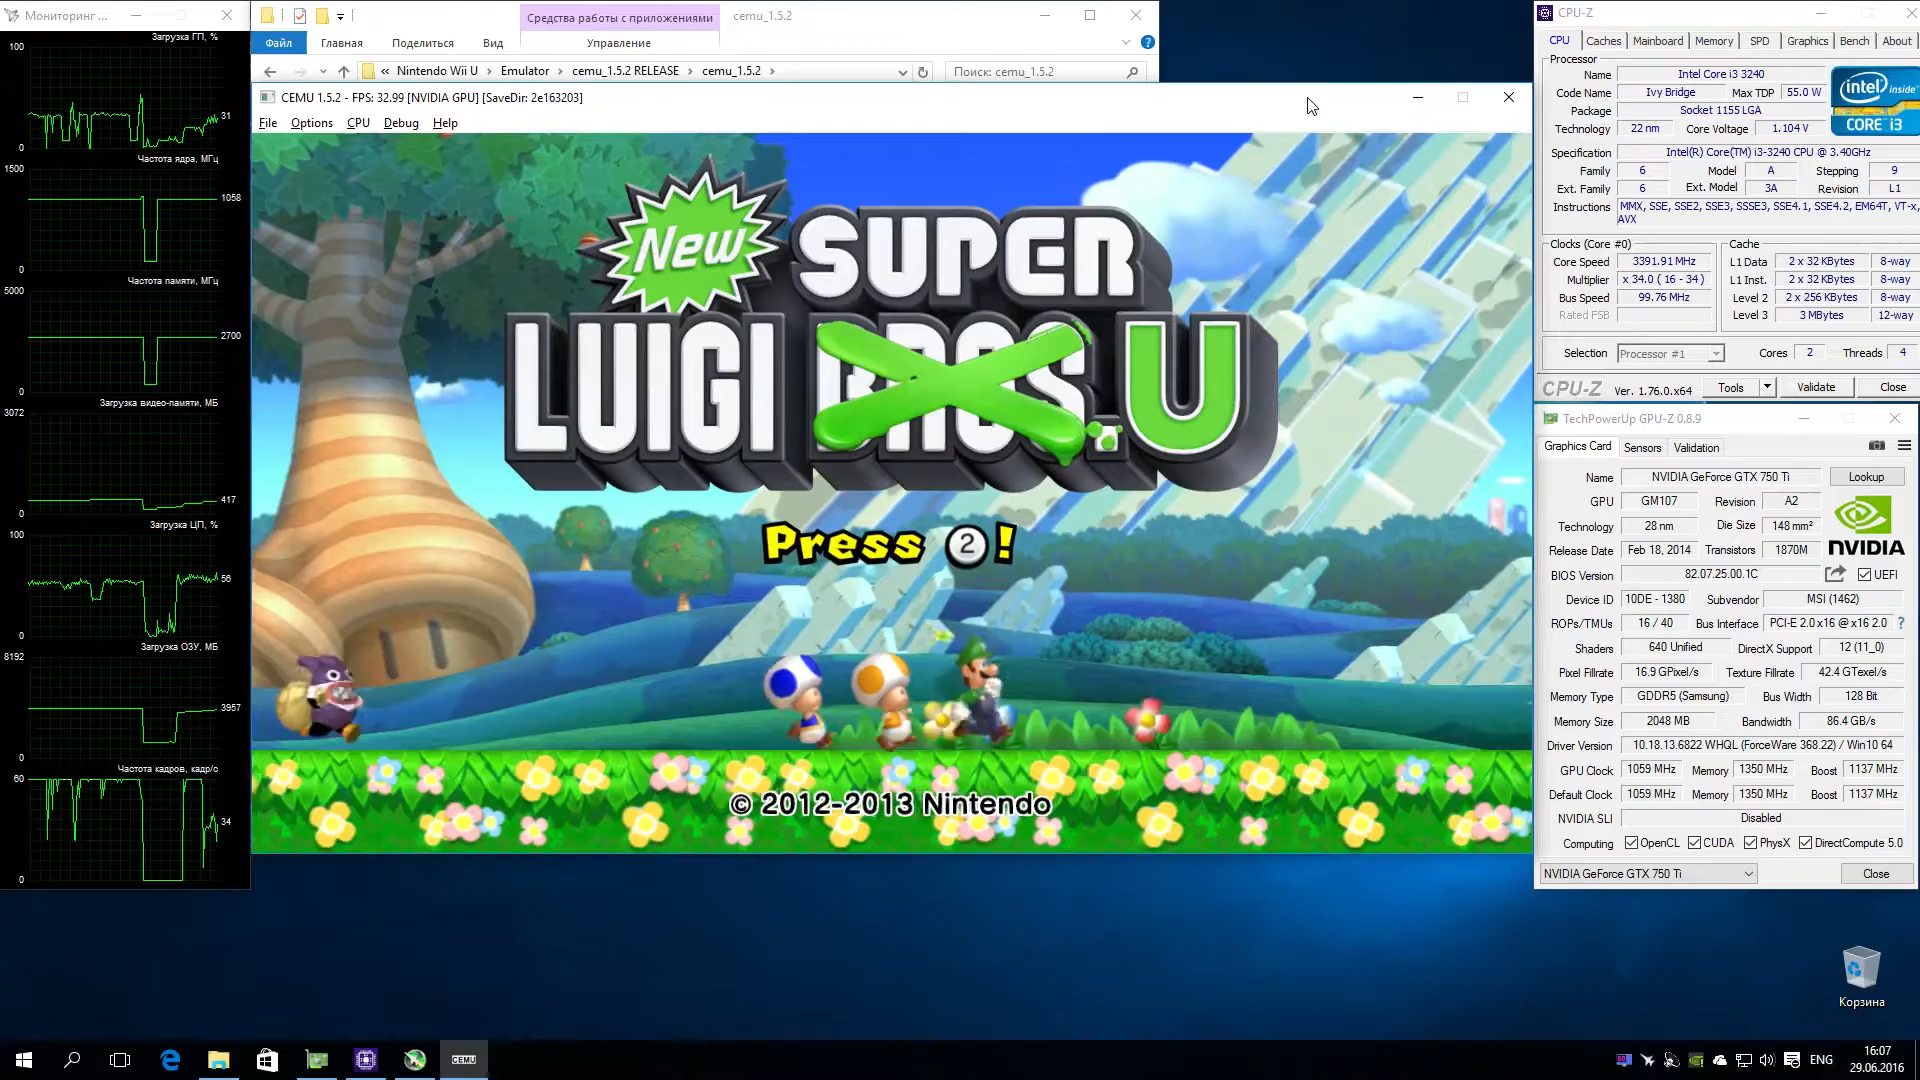 Мониторинг ...
Загрузка ГП, %
100
31
0
Частота ядра, МГц
1500
1058
0
Частота памяти, МГц
5000
2700
0
Загрузка видео-памяти, МБ
3072
417
0
Загрузка ЦП, %
100
56
0
Загрузка ОЗУ, МБ
8192
3957
0
Частота кадров, кадр/с
60
34
0
Средства работы с приложениями
cemu_1.5.2
Файл
Главная
Поделиться
Вид
Управление
« Nintendo Wii U > Emulator > cemu_1.5.2 RELEASE > cemu_1.5.2 >
Поиск: cemu_1.5.2
CEMU 1.5.2 - FPS: 32.99 [NVIDIA GPU] [SaveDir: 2e163203]
File Options CPU Debug Help
New SUPER
LUIGI BROS. U
Press 2 !
© 2012-2013 Nintendo
CPU-Z
CPU Caches Mainboard Memory SPD Graphics Bench About
Processor
Name Intel Core i3 3240
Code Name Ivy Bridge Max TDP 55.0 W
Package Socket 1155 LGA
Technology 22 nm Core Voltage 1.104 V
intel inside™
CORE i3
Specification Intel(R) Core(TM) i3-3240 CPU @ 3.40GHz
Family 6 Model A Stepping 9
Ext. Family 6 Ext. Model 3A Revision L1
Instructions MMX, SSE, SSE2, SSE3, SSSE3, SSE4.1, SSE4.2, EM64T, VT-x,
AVX
Clocks (Core #0)
Core Speed 3391.91 MHz
Multiplier x 34.0 ( 16 - 34 )
Bus Speed 99.76 MHz
Rated FSB
Cache
L1 Data 2 x 32 KBytes 8-way
L1 Inst. 2 x 32 KBytes 8-way
Level 2 2 x 256 KBytes 8-way
Level 3 3 MBytes 12-way
Selection Processor #1 Cores 2 Threads 4
CPU-Z Ver. 1.76.0.x64 Tools Validate Close
TechPowerUp GPU-Z 0.8.9
Graphics Card Sensors Validation
Name NVIDIA GeForce GTX 750 Ti Lookup
GPU GM107 Revision A2
Technology 28 nm Die Size 148 mm²
Release Date Feb 18, 2014 Transistors 1870M
NVIDIA
BIOS Version 82.07.25.00.1C UEFI
Device ID 10DE - 1380 Subvendor MSI (1462)
ROPs/TMUs 16 / 40 Bus Interface PCI-E 2.0 x16 @ x16 2.0 ?
Shaders 640 Unified DirectX Support 12 (11_0)
Pixel Fillrate 16.9 GPixel/s Texture Fillrate 42.4 GTexel/s
Memory Type GDDR5 (Samsung) Bus Width 128 Bit
Memory Size 2048 MB Bandwidth 86.4 GB/s
Driver Version 10.18.13.6822 WHQL (ForceWare 368.22) / Win10 64
GPU Clock 1059 MHz Memory 1350 MHz Boost 1137 MHz
Default Clock 1059 MHz Memory 1350 MHz Boost 1137 MHz
NVIDIA SLI Disabled
Computing OpenCL CUDA PhysX DirectCompute 5.0
NVIDIA GeForce GTX 750 Ti Close
Корзина
CEMU
ENG
16:07
29.06.2016